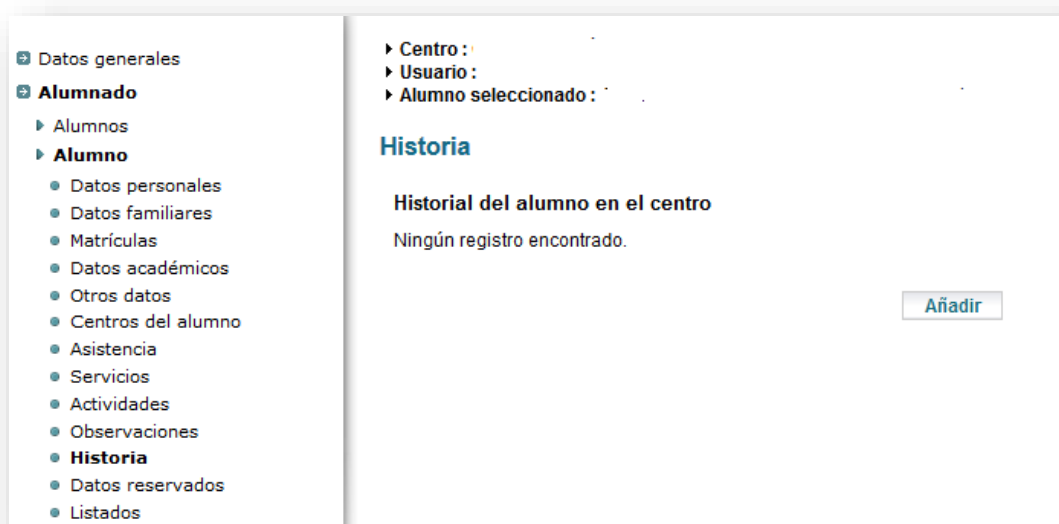 Datos generales
Alumnado
Alumnos
Alumno
Datos personales
Datos familiares
Matrículas
Datos académicos
Otros datos
Centros del alumno
Asistencia
Servicios
Actividades
Observaciones
Historia
Datos reservados
Listados
Centro :
Usuario :
Alumno seleccionado :
Historia
Historial del alumno en el centro
Ningún registro encontrado.
Añadir